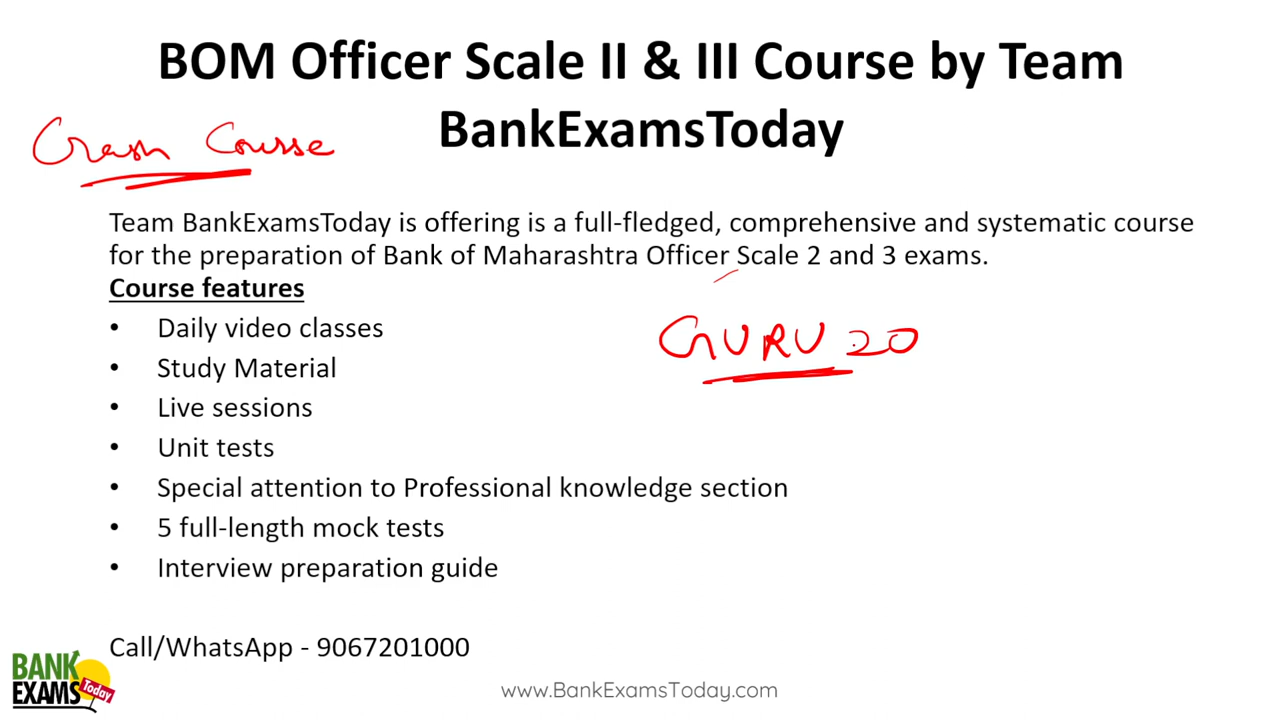 BOM Officer Scale II & III Course by Team
BankExamsToday
Crash Course
Team BankExamsToday is offering is a full-fledged, comprehensive and systematic course
for the preparation of Bank of Maharashtra Officer Scale 2 and 3 exams.
Course features
• Daily video classes
GURU 20
• Study Material
• Live sessions
• Unit tests
• Special attention to Professional knowledge section
• 5 full-length mock tests
• Interview preparation guide
Call/WhatsApp - 9067201000
BANK
EXAMS Today
www.BankExamsToday.com